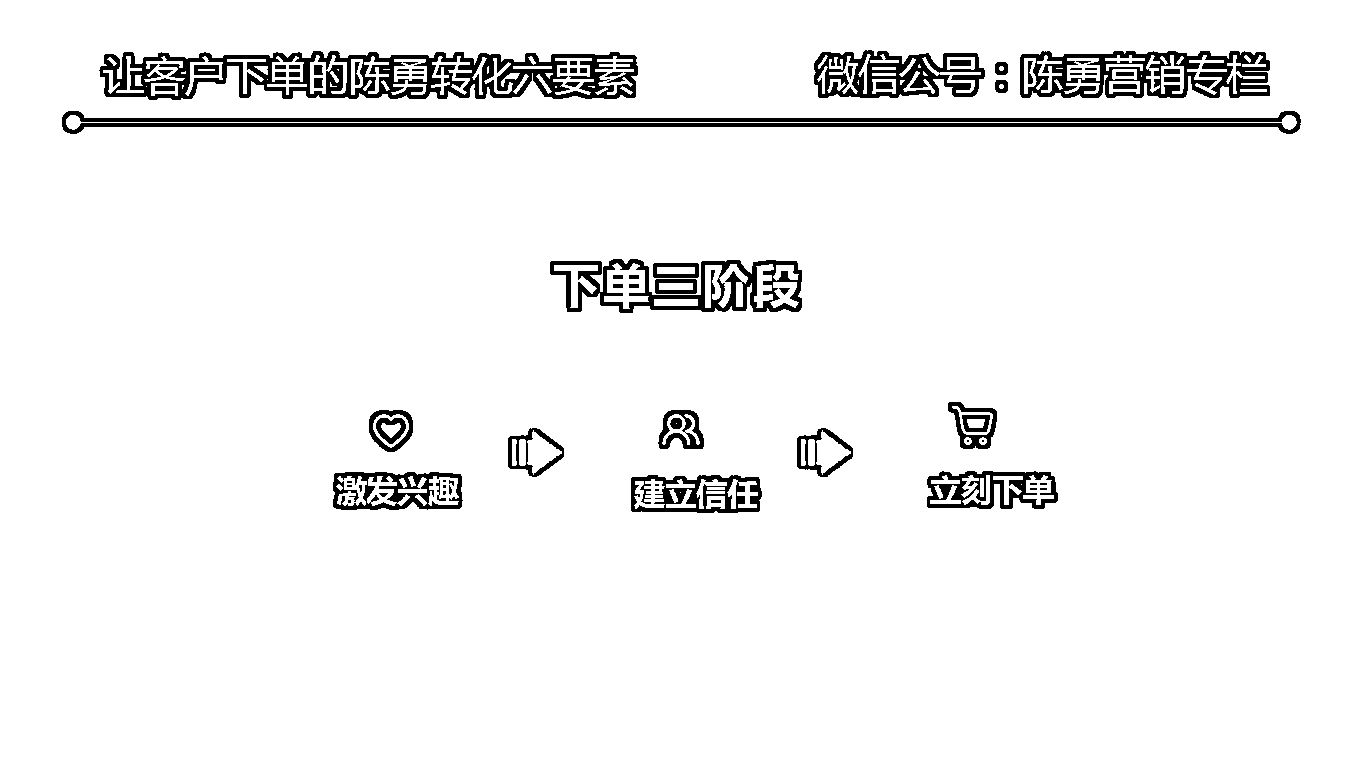 让客户下单的陈勇转化六要素
微信公号：陈勇营销专栏
下单三阶段
激发兴趣
建立信任
立刻下单